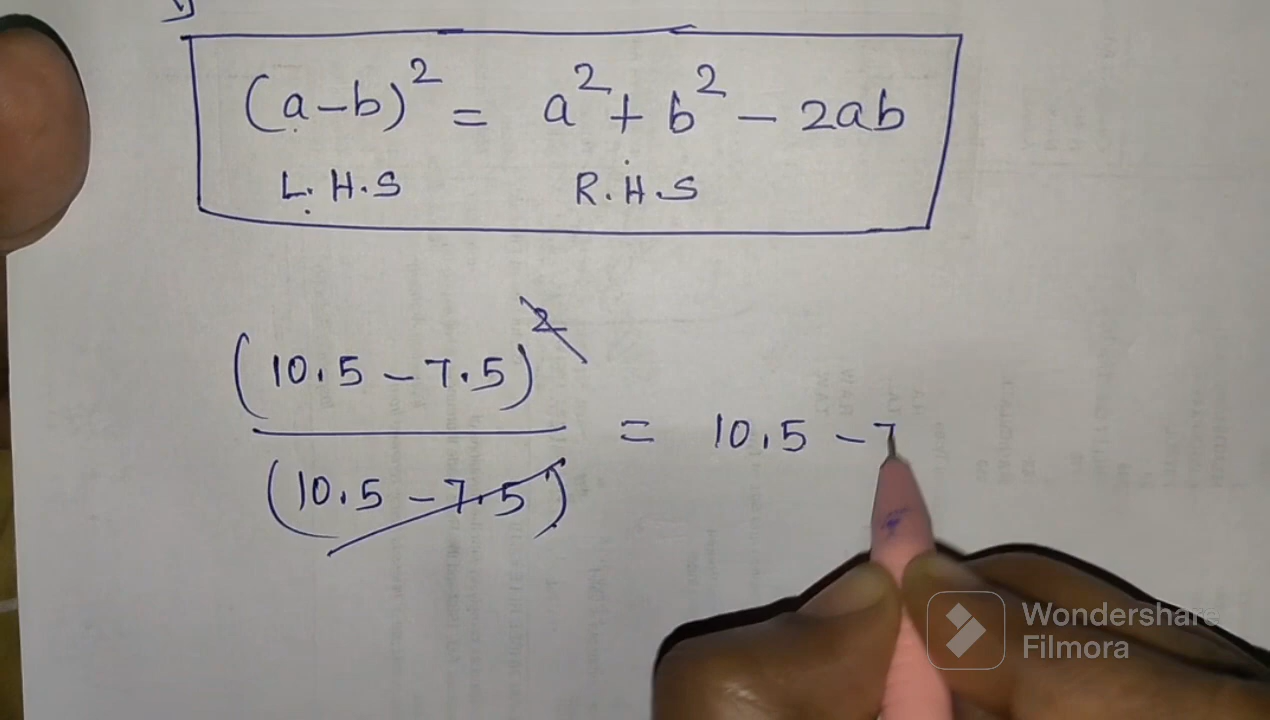 (a-b)² = a² + b² - 2ab
L.H.S R.H.S
(10.5 - 7.5)²
= 10.5 - 7
(10.5 - 7.5)
Wondershare
Filmora